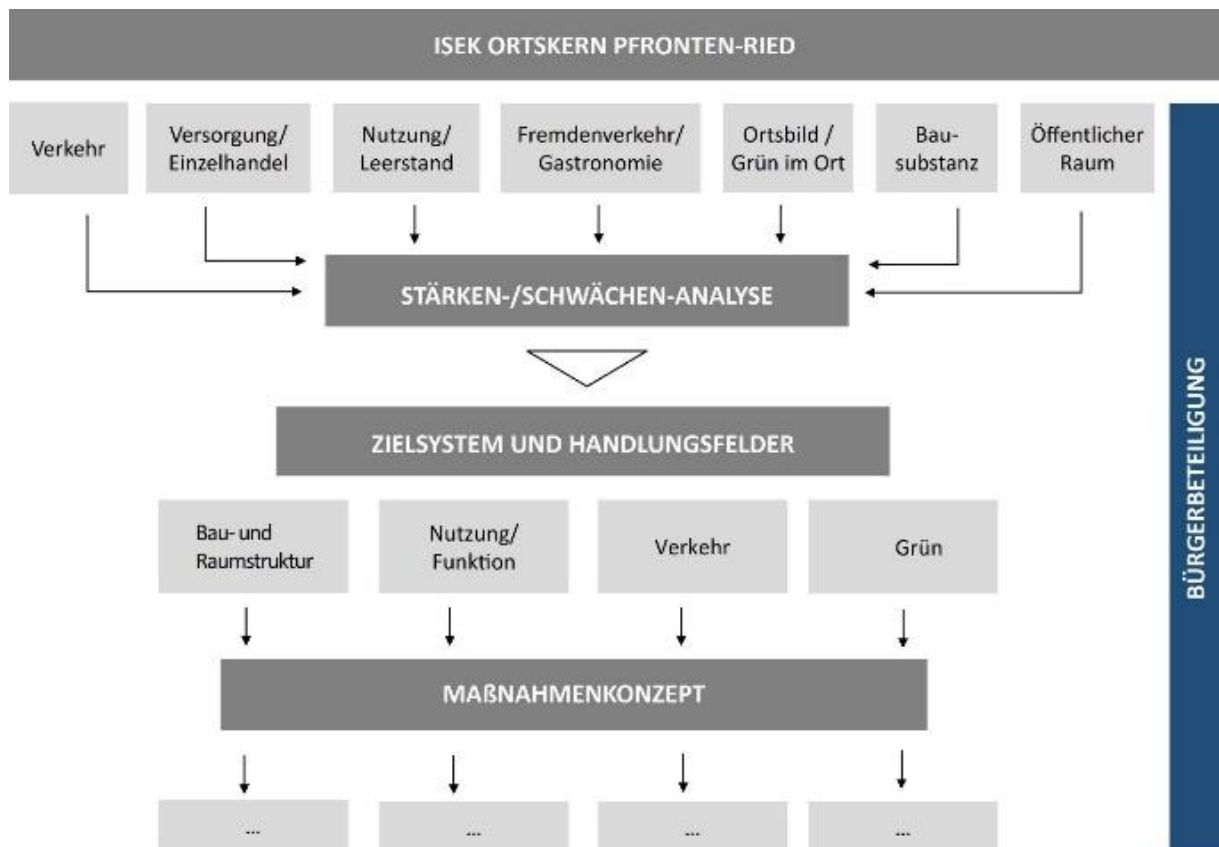 ISEK ORTSKERN PFRONTEN-RIED
Verkehr
Versorgung/
Einzelhandel
Nutzung/
Leerstand
Fremdenverkehr/
Gastronomie
Ortsbild /
Grün im Ort
Bau-
substanz
Öffentlicher
Raum
STÄRKEN-/SCHWÄCHEN-ANALYSE
ZIELSYSTEM UND HANDLUNGSFELDER
Bau- und
Raumstruktur
Nutzung/
Funktion
Verkehr
Grün
MAßNAHMENKONZEPT
...
...
...
...
BÜRGERBETEILIGUNG